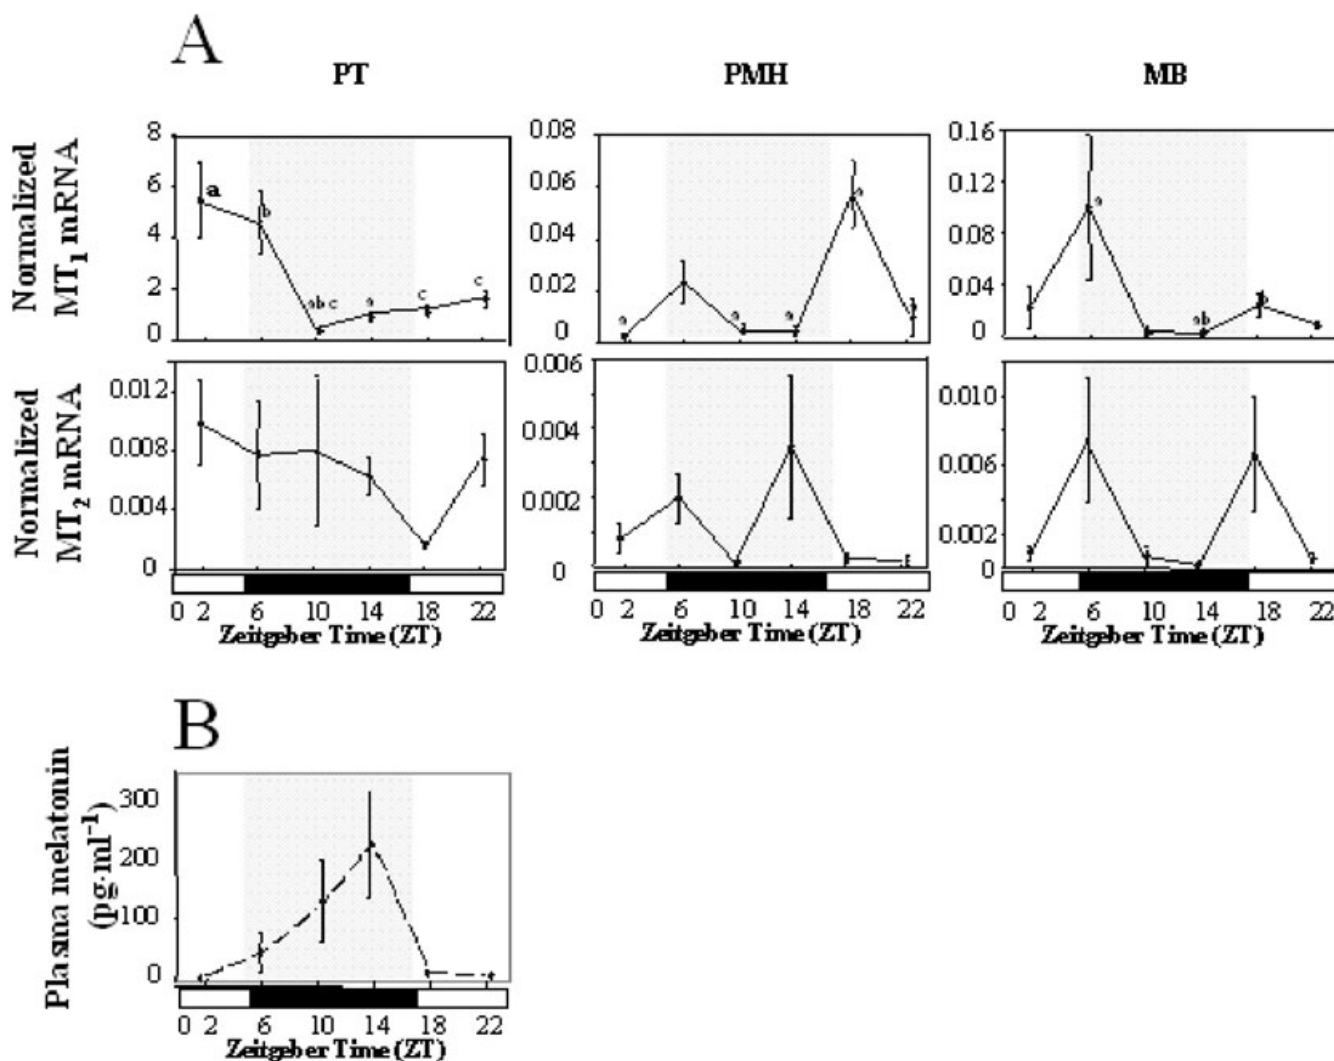 A
PT PMH MB
Normalized
MT1 mRNA
8
6
4
2
0
a
b
abc
a
c
c
0.08
0.06
0.04
0.02
0
a
a
a
a
0.16
0.12
0.08
0.04
0
a
ab
b
Normalized
MT2 mRNA
0.012
0.008
0.004
0
0.006
0.004
0.002
0
0.010
0.006
0.002
0
0 2 6 10 14 18 22
0 2 6 10 14 18 22
0 2 6 10 14 18 22
Zeitgeber Time (ZT) Zeitgeber Time (ZT) Zeitgeber Time (ZT)
B
Plasma melatonin
(pg·ml⁻¹)
300
200
100
0
0 2 6 10 14 18 22
Zeitgeber Time (ZT)